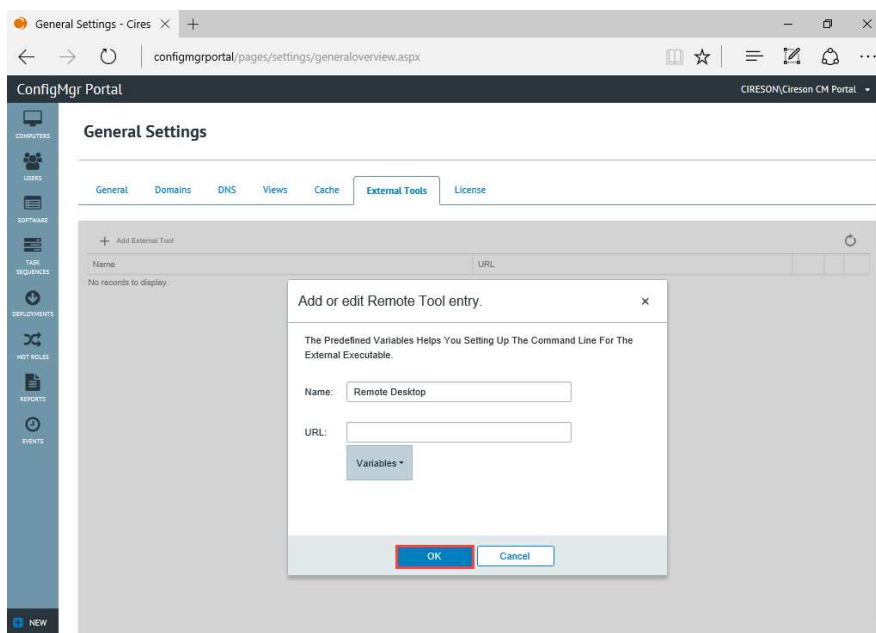 General Settings - Cires
configmgrportal/pages/settings/generaloverview.aspx
ConfigMgr Portal
CIRESON\Cireson CM Portal
COMPUTERS
USERS
SOFTWARE
TASK SEQUENCES
DEPLOYMENTS
HOT ROLES
REPORTS
EVENTS
NEW
General Settings
General Domains DNS Views Cache External Tools License
+ Add External Tool
Name URL
No records to display.
Add or edit Remote Tool entry.
The Predefined Variables Helps You Setting Up The Command Line For The
External Executable.
Name: Remote Desktop
URL:
Variables
OK Cancel